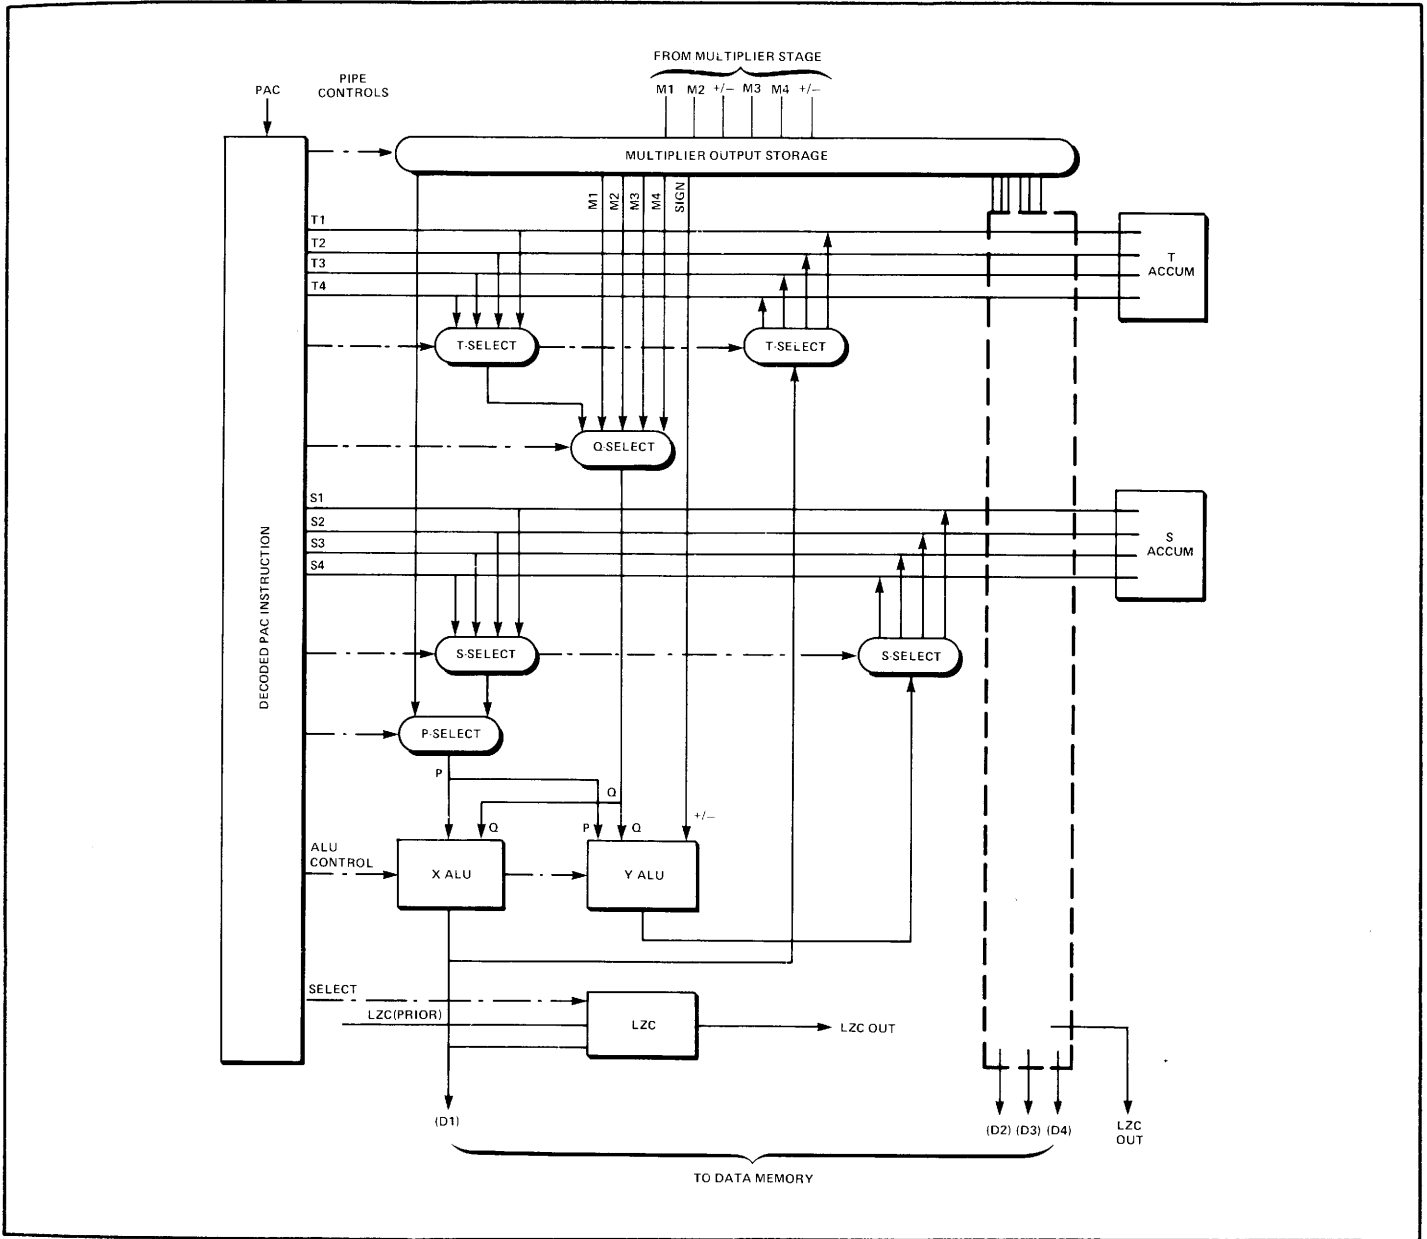 FROM MULTIPLIER STAGE
M1 M2 +/− M3 M4 +/−
PAC
PIPE
CONTROLS
MULTIPLIER OUTPUT STORAGE
M1
M2
M3
M4
SIGN
T1
T2
T3
T4
T
ACCUM
T-SELECT
T-SELECT
Q-SELECT
S1
S2
S3
S4
S
ACCUM
DECODED PAC INSTRUCTION
S-SELECT
S-SELECT
P-SELECT
P
Q
Q
P
Q
+/−
ALU
CONTROL
X ALU
Y ALU
SELECT
LZC(PRIOR)
LZC
LZC OUT
(D1)
(D2) (D3) (D4)
LZC
OUT
TO DATA MEMORY